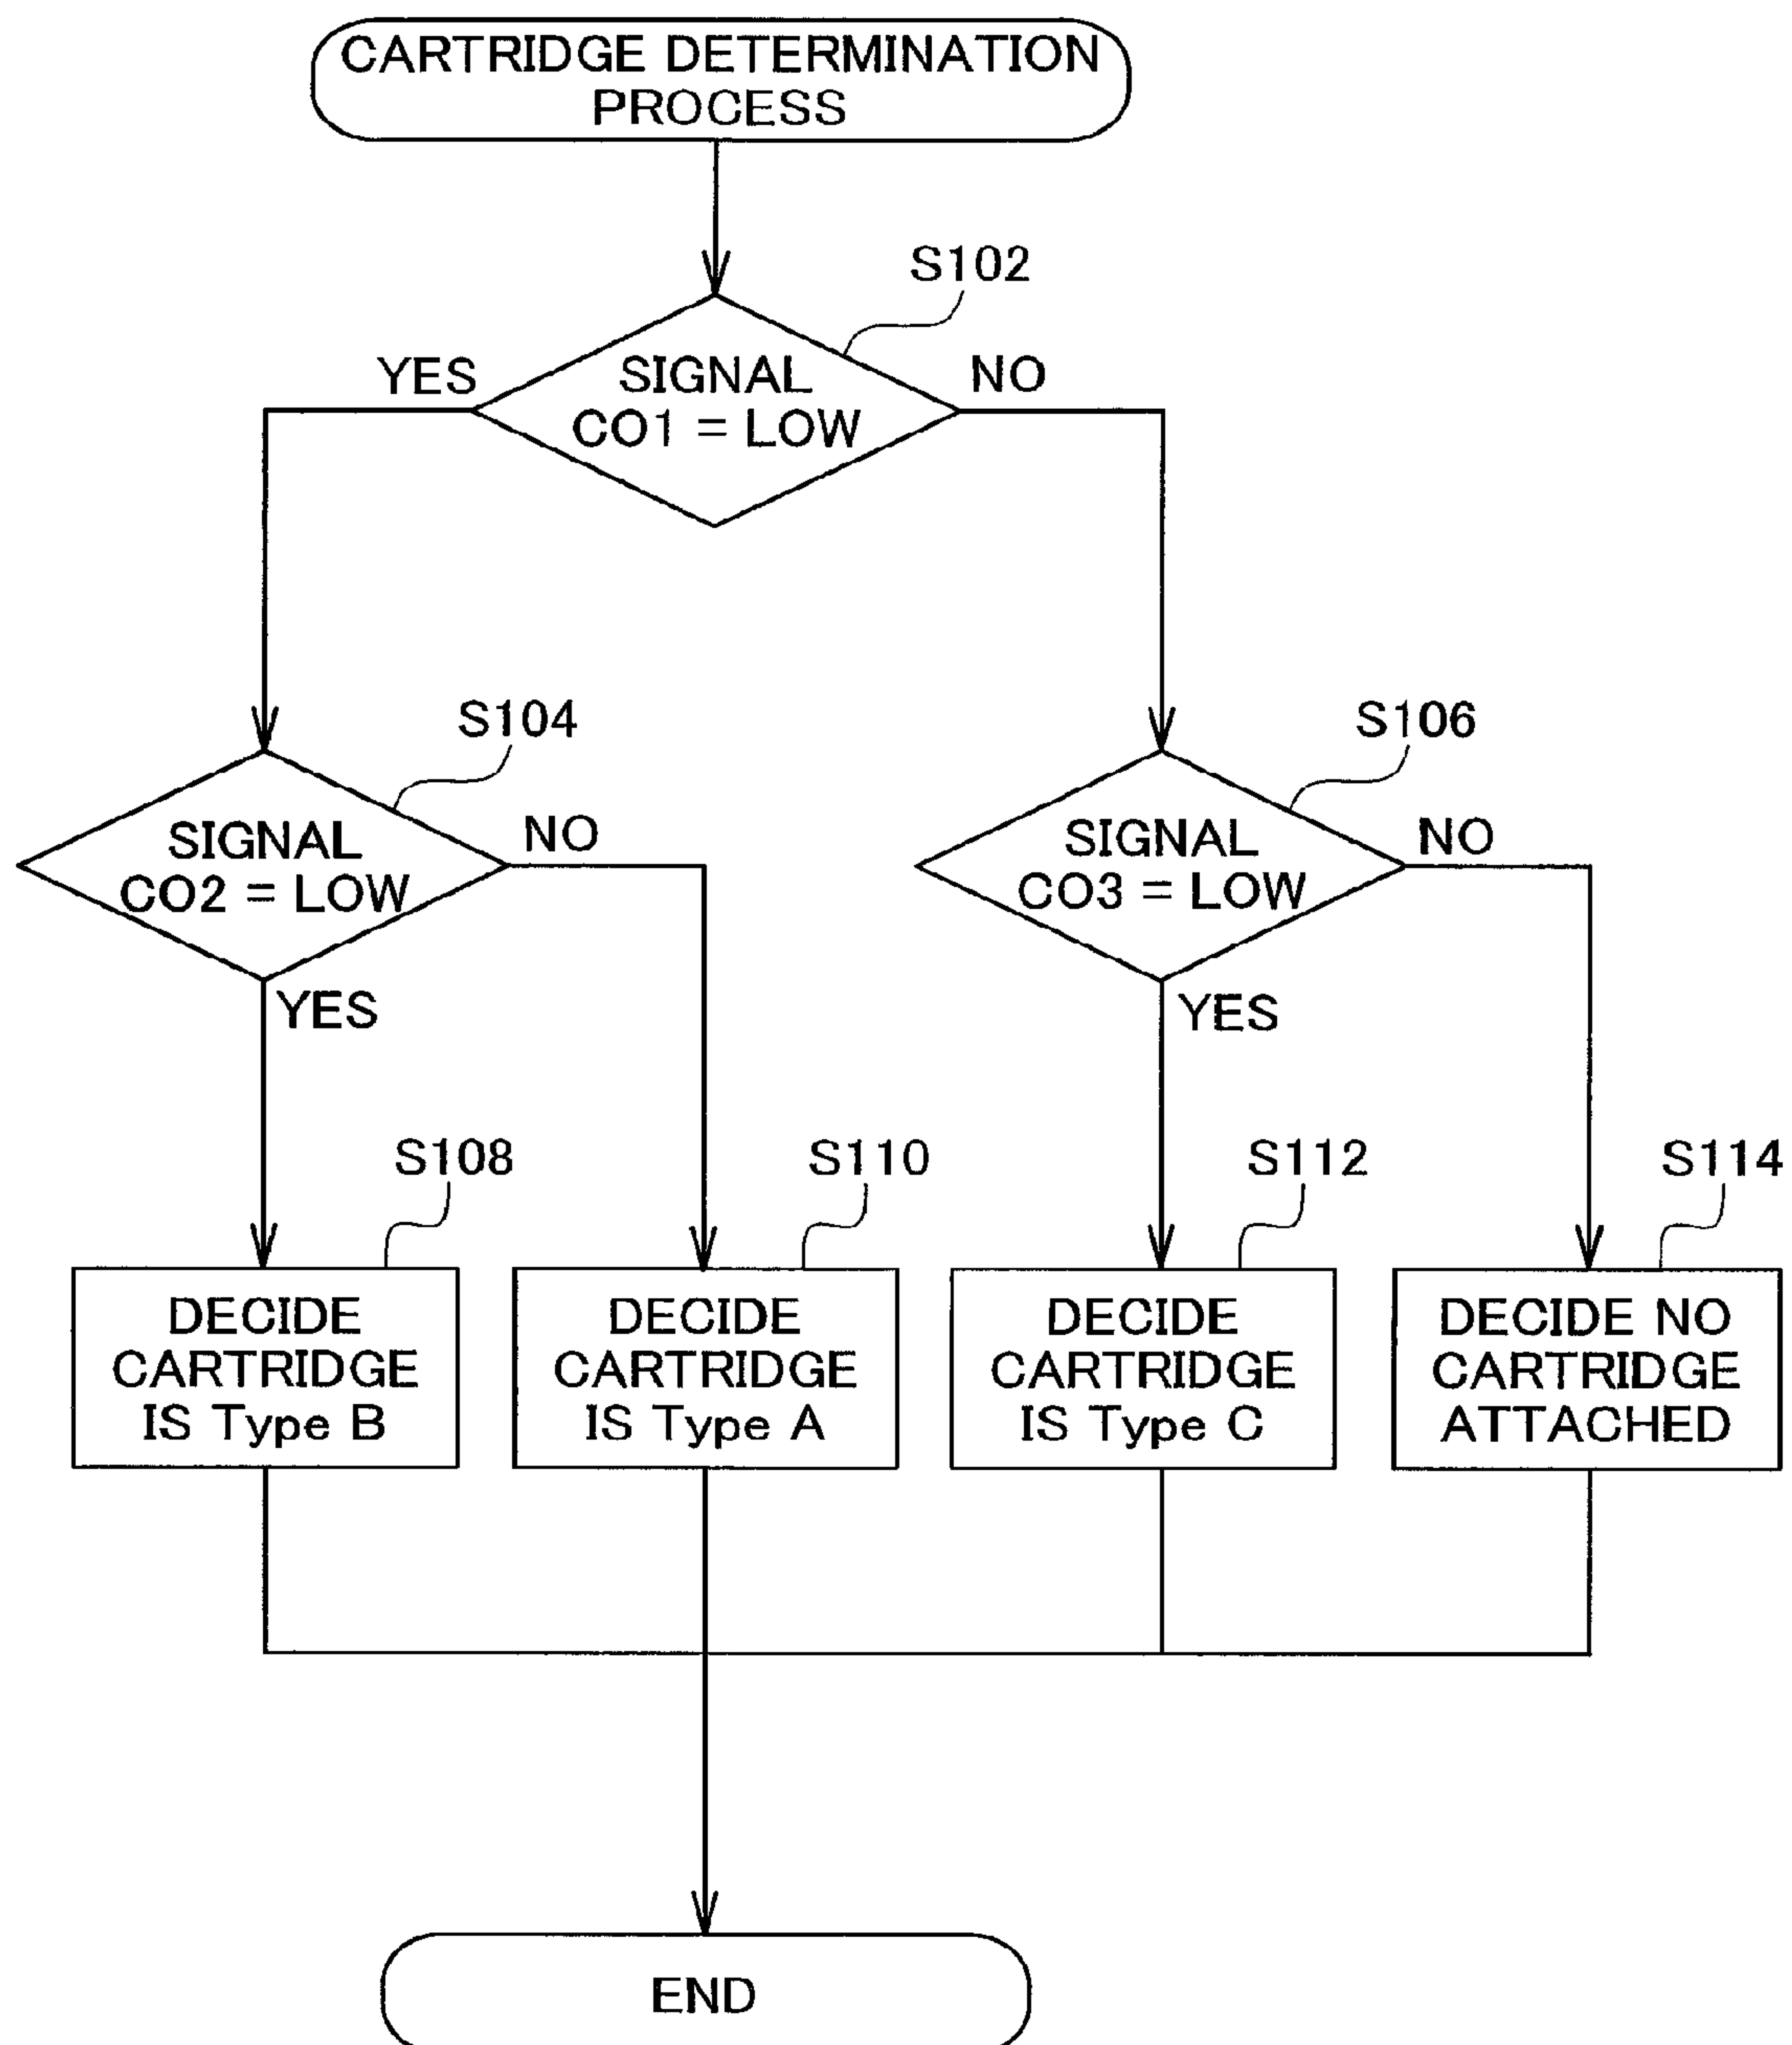 CARTRIDGE DETERMINATION
PROCESS
S102
YES
SIGNAL
CO1 = LOW
NO
S104
S106
SIGNAL
CO2 = LOW
NO
SIGNAL
CO3 = LOW
NO
YES
YES
S108
S110
S112
S114
DECIDE
CARTRIDGE
IS Type B
DECIDE
CARTRIDGE
IS Type A
DECIDE
CARTRIDGE
IS Type C
DECIDE NO
CARTRIDGE
ATTACHED
END